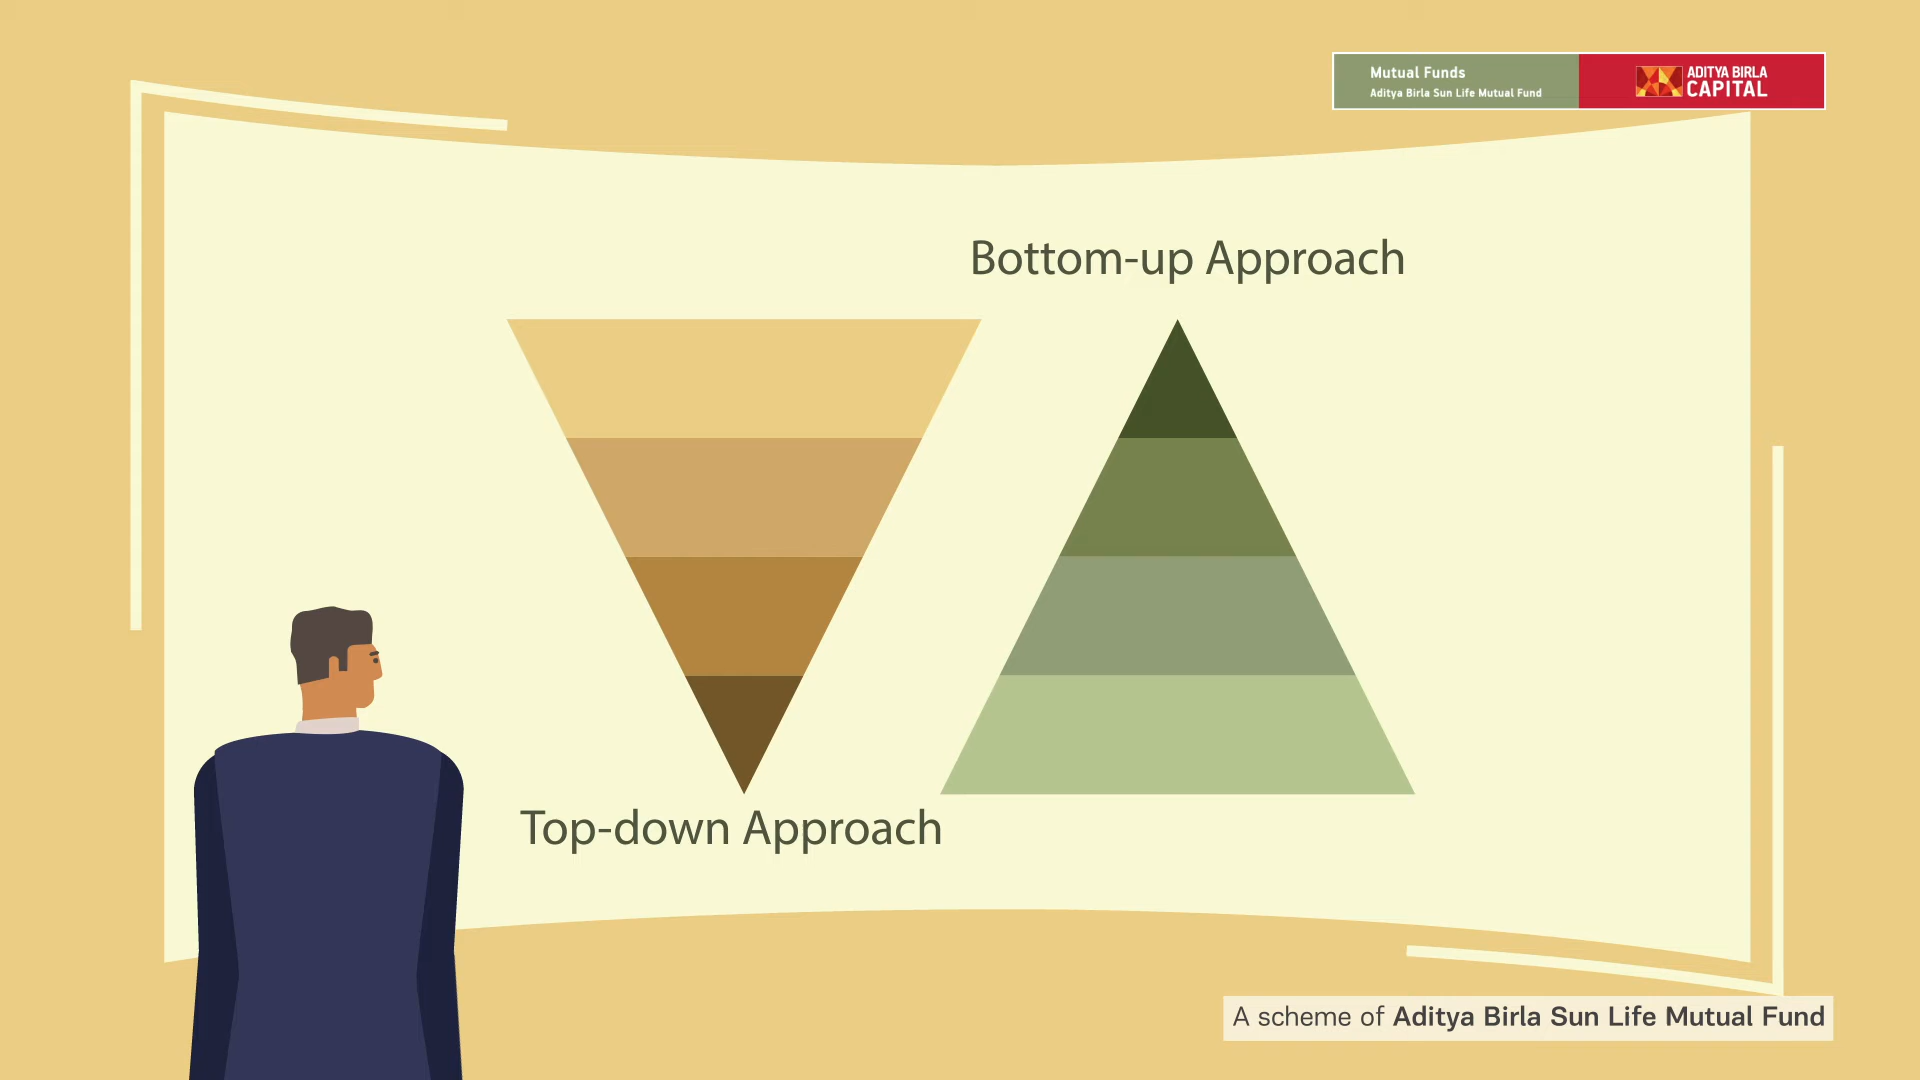 Mutual Funds
Aditya Birla Sun Life Mutual Fund
ADITYA BIRLA
CAPITAL
Bottom-up Approach
Top-down Approach
A scheme of Aditya Birla Sun Life Mutual Fund